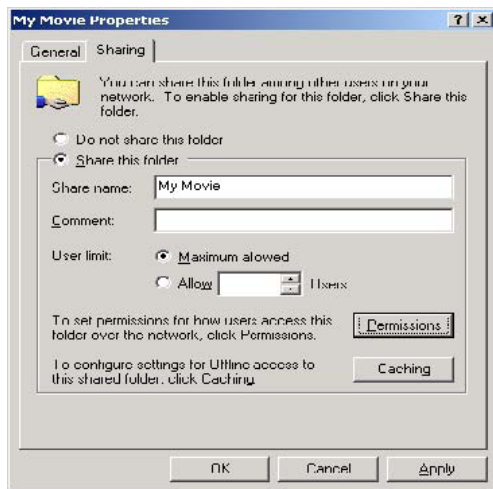 My Movie Properties
General Sharing
You can share this folder among other users on your
network. To enable sharing for this folder, click Share this
folder.
Do not share this folder
Share this folder
Share name: My Movie
Comment:
User limit: Maximum allowed
Allow Users
To set permissions for how users access this
folder over the network, click Permissions.
Permissions
To configure settings for Offline access to
this shared folder, click Caching.
Caching
OK Cancel Apply